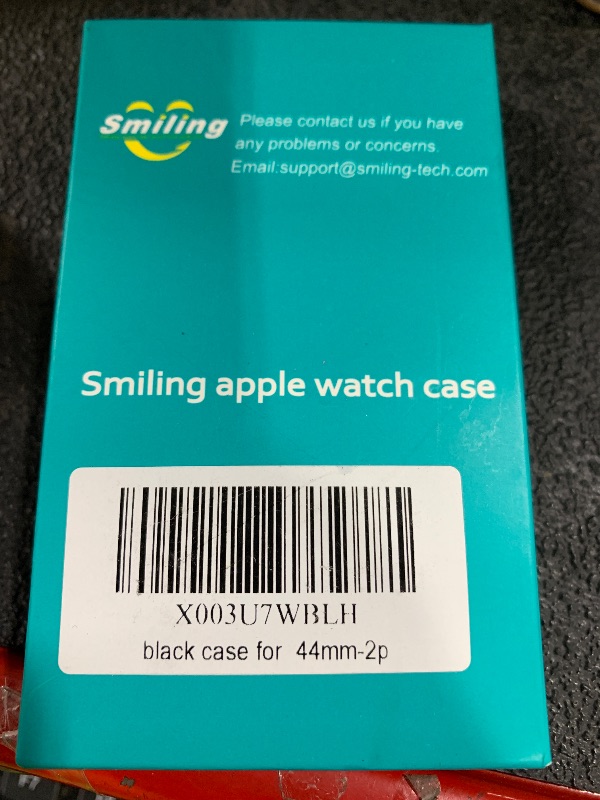 Smiling
Please contact us if you have
any problems or concerns.
Email:support@smiling-tech.com
Smiling apple watch case
X003U7WBLH
black case for 44mm-2p